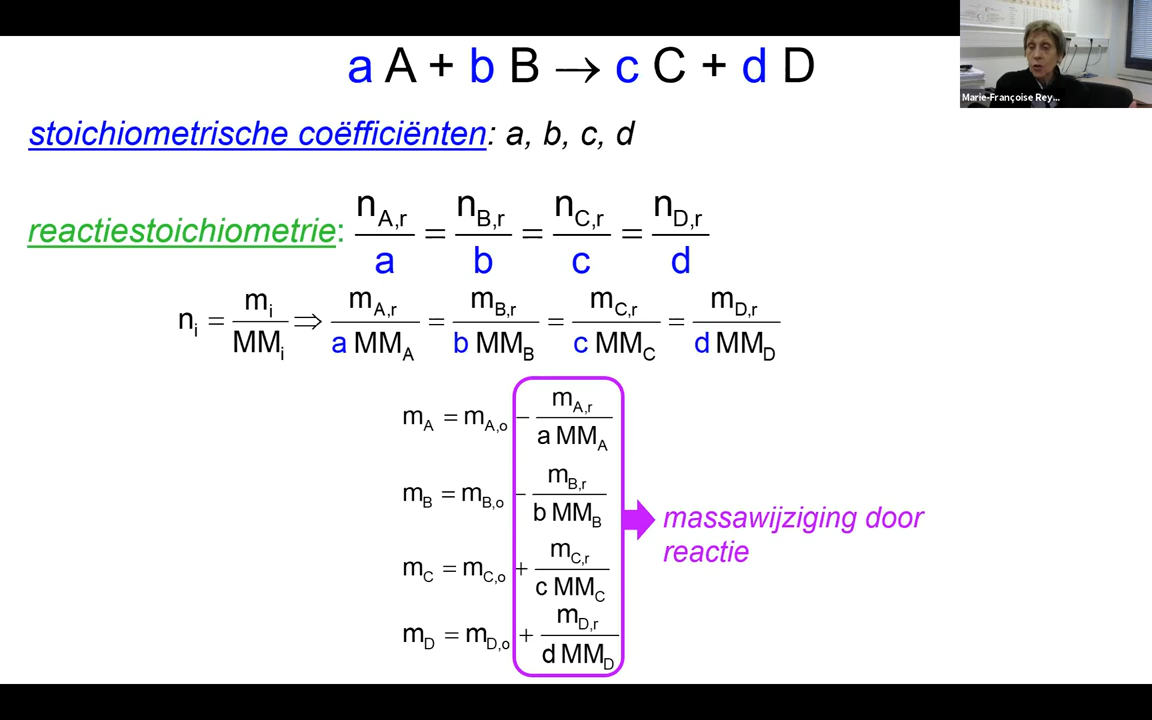 a A + b B → c C + d D
Marie-Françoise Rey...
stoichiometrische coëfficiënten: a, b, c, d
reactiestoichiometrie: n_A,r / a = n_B,r / b = n_C,r / c = n_D,r / d
n_i = m_i / MM_i ⇒ m_A,r / a MM_A = m_B,r / b MM_B = m_C,r / c MM_C = m_D,r / d MM_D
m_A = m_A,o − m_A,r / a MM_A
m_B = m_B,o − m_B,r / b MM_B
massawijziging door
reactie
m_C = m_C,o + m_C,r / c MM_C
m_D = m_D,o + m_D,r / d MM_D